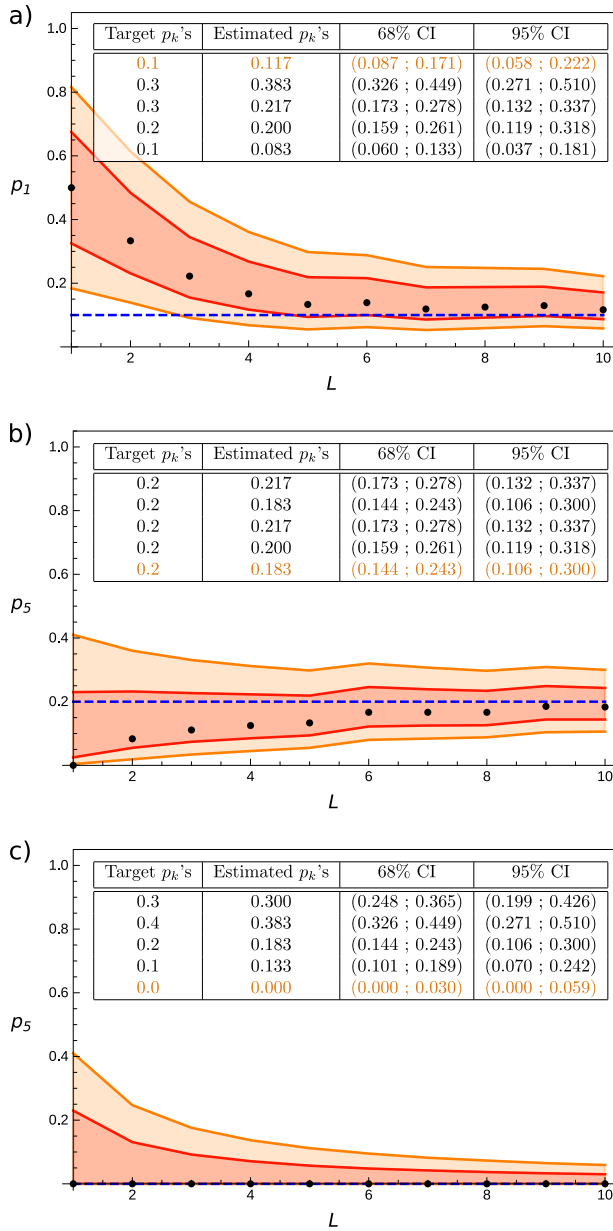 a)
1.0
0.8
0.6
0.4
0.2
p1
Target pk's Estimated pk's 68% CI 95% CI
0.1 0.117 (0.087 ; 0.171) (0.058 ; 0.222)
0.3 0.383 (0.326 ; 0.449) (0.271 ; 0.510)
0.3 0.217 (0.173 ; 0.278) (0.132 ; 0.337)
0.2 0.200 (0.159 ; 0.261) (0.119 ; 0.318)
0.1 0.083 (0.060 ; 0.133) (0.037 ; 0.181)
2 4 6 8 10
L
b)
1.0
0.8
0.6
0.4
0.2
p5
Target pk's Estimated pk's 68% CI 95% CI
0.2 0.217 (0.173 ; 0.278) (0.132 ; 0.337)
0.2 0.183 (0.144 ; 0.243) (0.106 ; 0.300)
0.2 0.217 (0.173 ; 0.278) (0.132 ; 0.337)
0.2 0.200 (0.159 ; 0.261) (0.119 ; 0.318)
0.2 0.183 (0.144 ; 0.243) (0.106 ; 0.300)
2 4 6 8 10
L
c)
1.0
0.8
0.6
0.4
0.2
p5
Target pk's Estimated pk's 68% CI 95% CI
0.3 0.300 (0.248 ; 0.365) (0.199 ; 0.426)
0.4 0.383 (0.326 ; 0.449) (0.271 ; 0.510)
0.2 0.183 (0.144 ; 0.243) (0.106 ; 0.300)
0.1 0.133 (0.101 ; 0.189) (0.070 ; 0.242)
0.0 0.000 (0.000 ; 0.030) (0.000 ; 0.059)
2 4 6 8 10
L